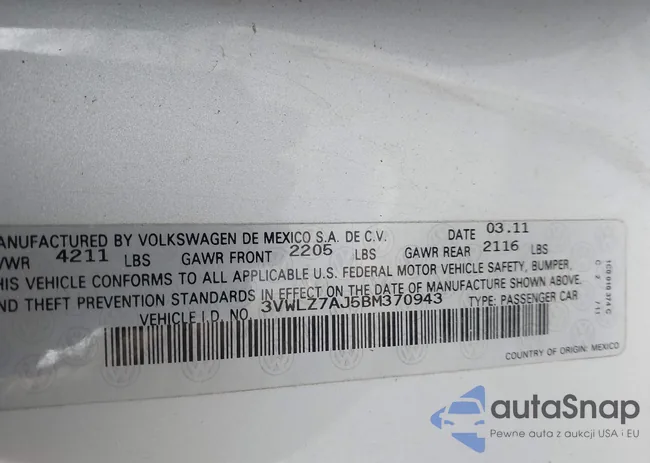 MANUFACTURED BY VOLKSWAGEN DE MEXICO S.A. DE C.V. DATE 03.11
GVWR 4211 LBS GAWR FRONT 2205 LBS GAWR REAR 2116 LBS
THIS VEHICLE CONFORMS TO ALL APPLICABLE U.S. FEDERAL MOTOR VEHICLE SAFETY, BUMPER,
AND THEFT PREVENTION STANDARDS IN EFFECT ON THE DATE OF MANUFACTURE SHOWN ABOVE.
VEHICLE I.D. NO. 3VWLZ7AJ5BM370943 TYPE: PASSENGER CAR
COUNTRY OF ORIGIN: MEXICO
autaSnap
Pewne auta z aukcji USA i EU